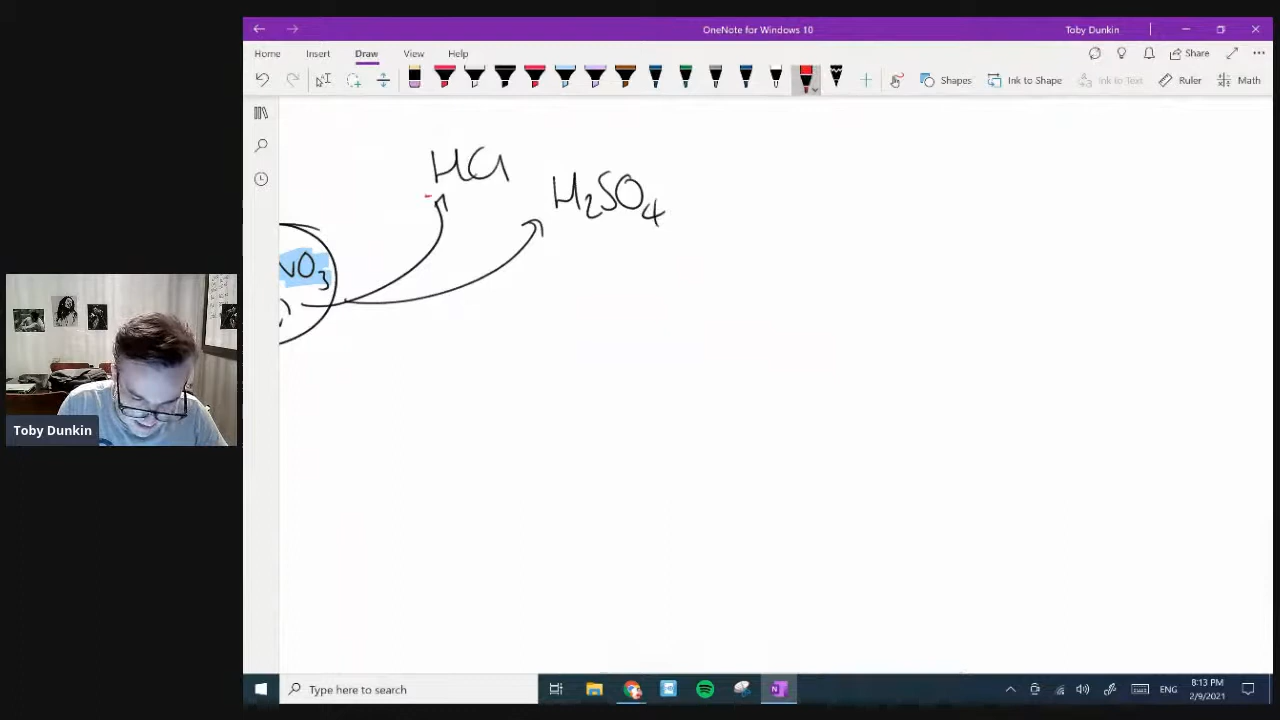 OneNote for Windows 10
Toby Dunkin
Home Insert Draw View Help
Share
Shapes Ink to Shape Ink to Text Ruler Math
HCl
H₂SO₄
NO₃
Toby Dunkin
Type here to search
ENG
8:13 PM
2/9/2021